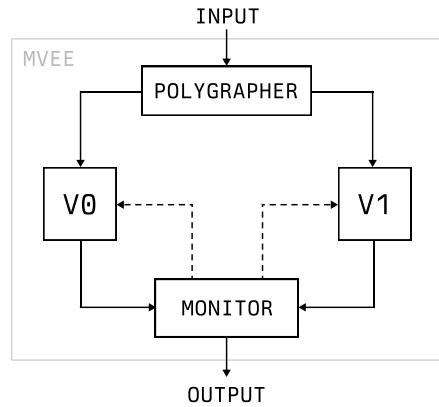 INPUT
MVEE
POLYGRAPHER
V0
V1
MONITOR
OUTPUT